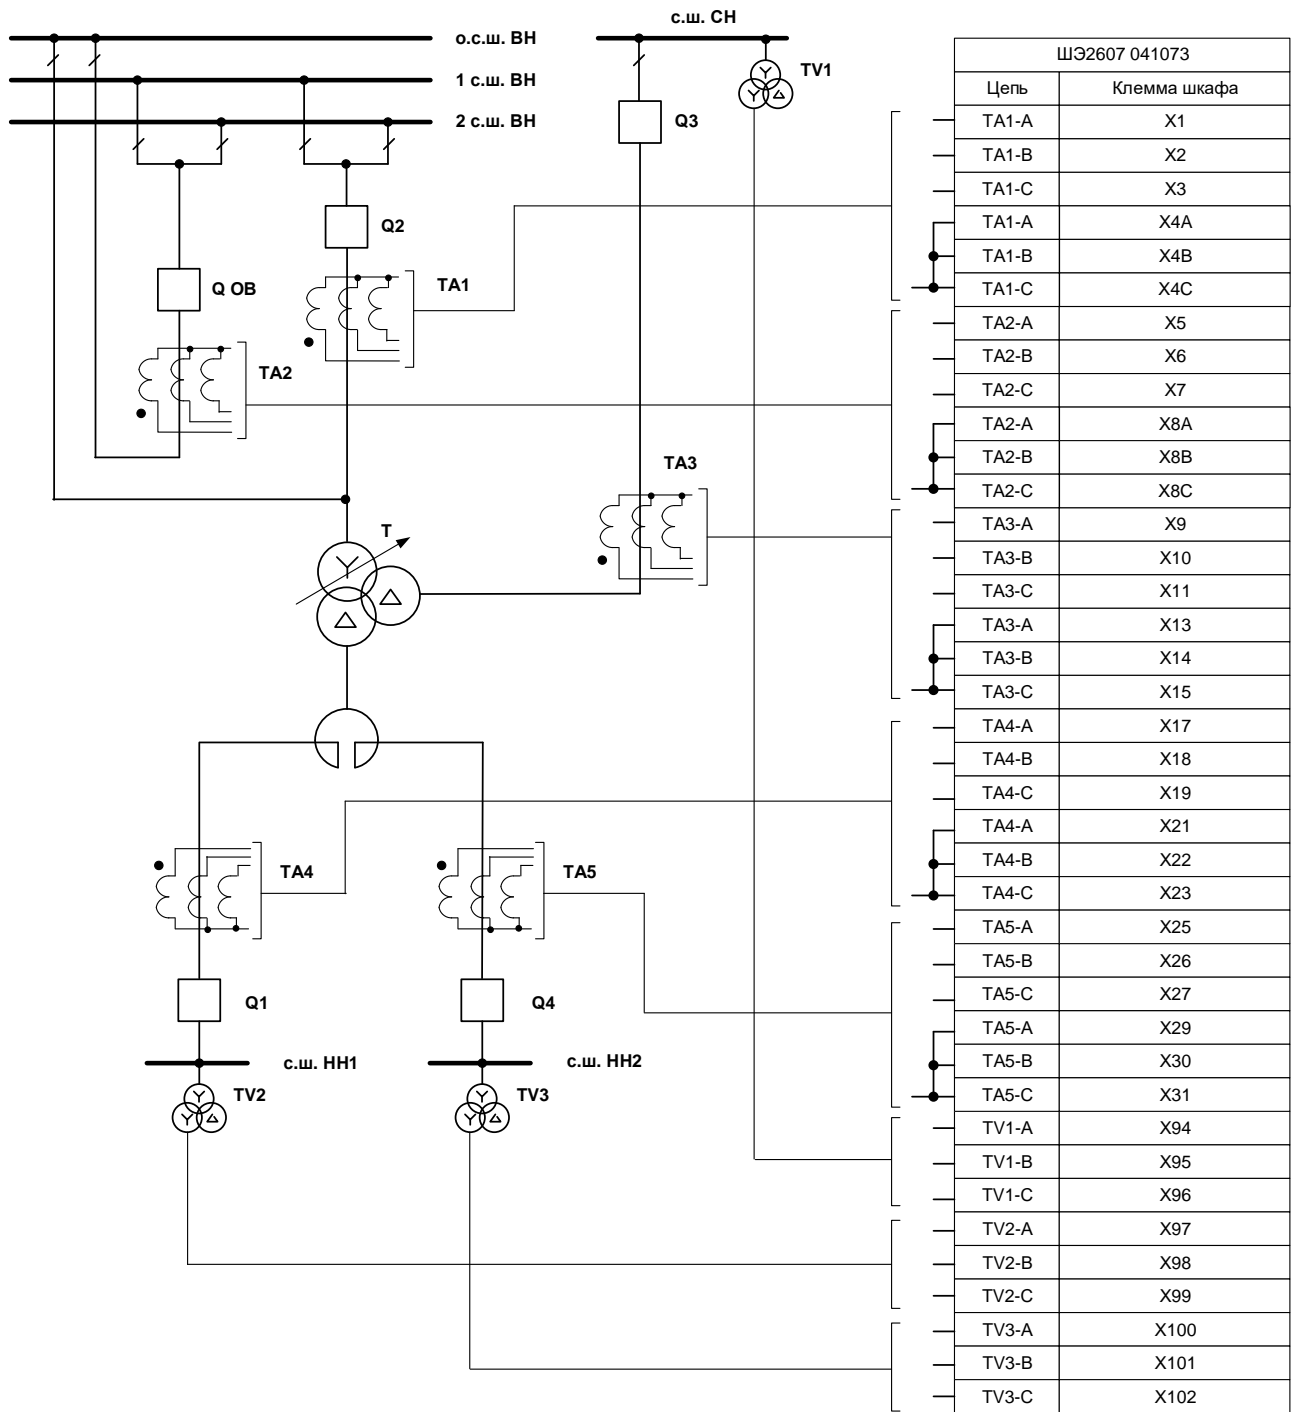 с.ш. СН
о.с.ш. ВН
1 с.ш. ВН
2 с.ш. ВН
TV1
Q3
Q2
Q ОВ
TA1
TA2
TA3
T
TA4
TA5
Q1
Q4
с.ш. НН1
с.ш. НН2
TV2
TV3
ШЭ2607 041073
Цепь Клемма шкафа
TA1-A X1
TA1-B X2
TA1-C X3
TA1-A X4A
TA1-B X4B
TA1-C X4C
TA2-A X5
TA2-B X6
TA2-C X7
TA2-A X8A
TA2-B X8B
TA2-C X8C
TA3-A X9
TA3-B X10
TA3-C X11
TA3-A X13
TA3-B X14
TA3-C X15
TA4-A X17
TA4-B X18
TA4-C X19
TA4-A X21
TA4-B X22
TA4-C X23
TA5-A X25
TA5-B X26
TA5-C X27
TA5-A X29
TA5-B X30
TA5-C X31
TV1-A X94
TV1-B X95
TV1-C X96
TV2-A X97
TV2-B X98
TV2-C X99
TV3-A X100
TV3-B X101
TV3-C X102